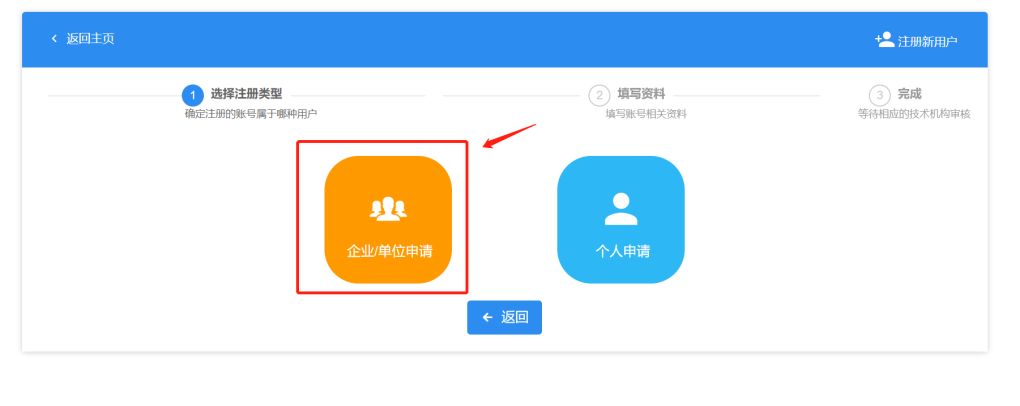 返回主页
注册新用户
1 选择注册类型
确定注册的账号属于哪种用户
2 填写资料
填写账号相关资料
3 完成
等待相应的技术机构审核
企业/单位申请
个人申请
返回